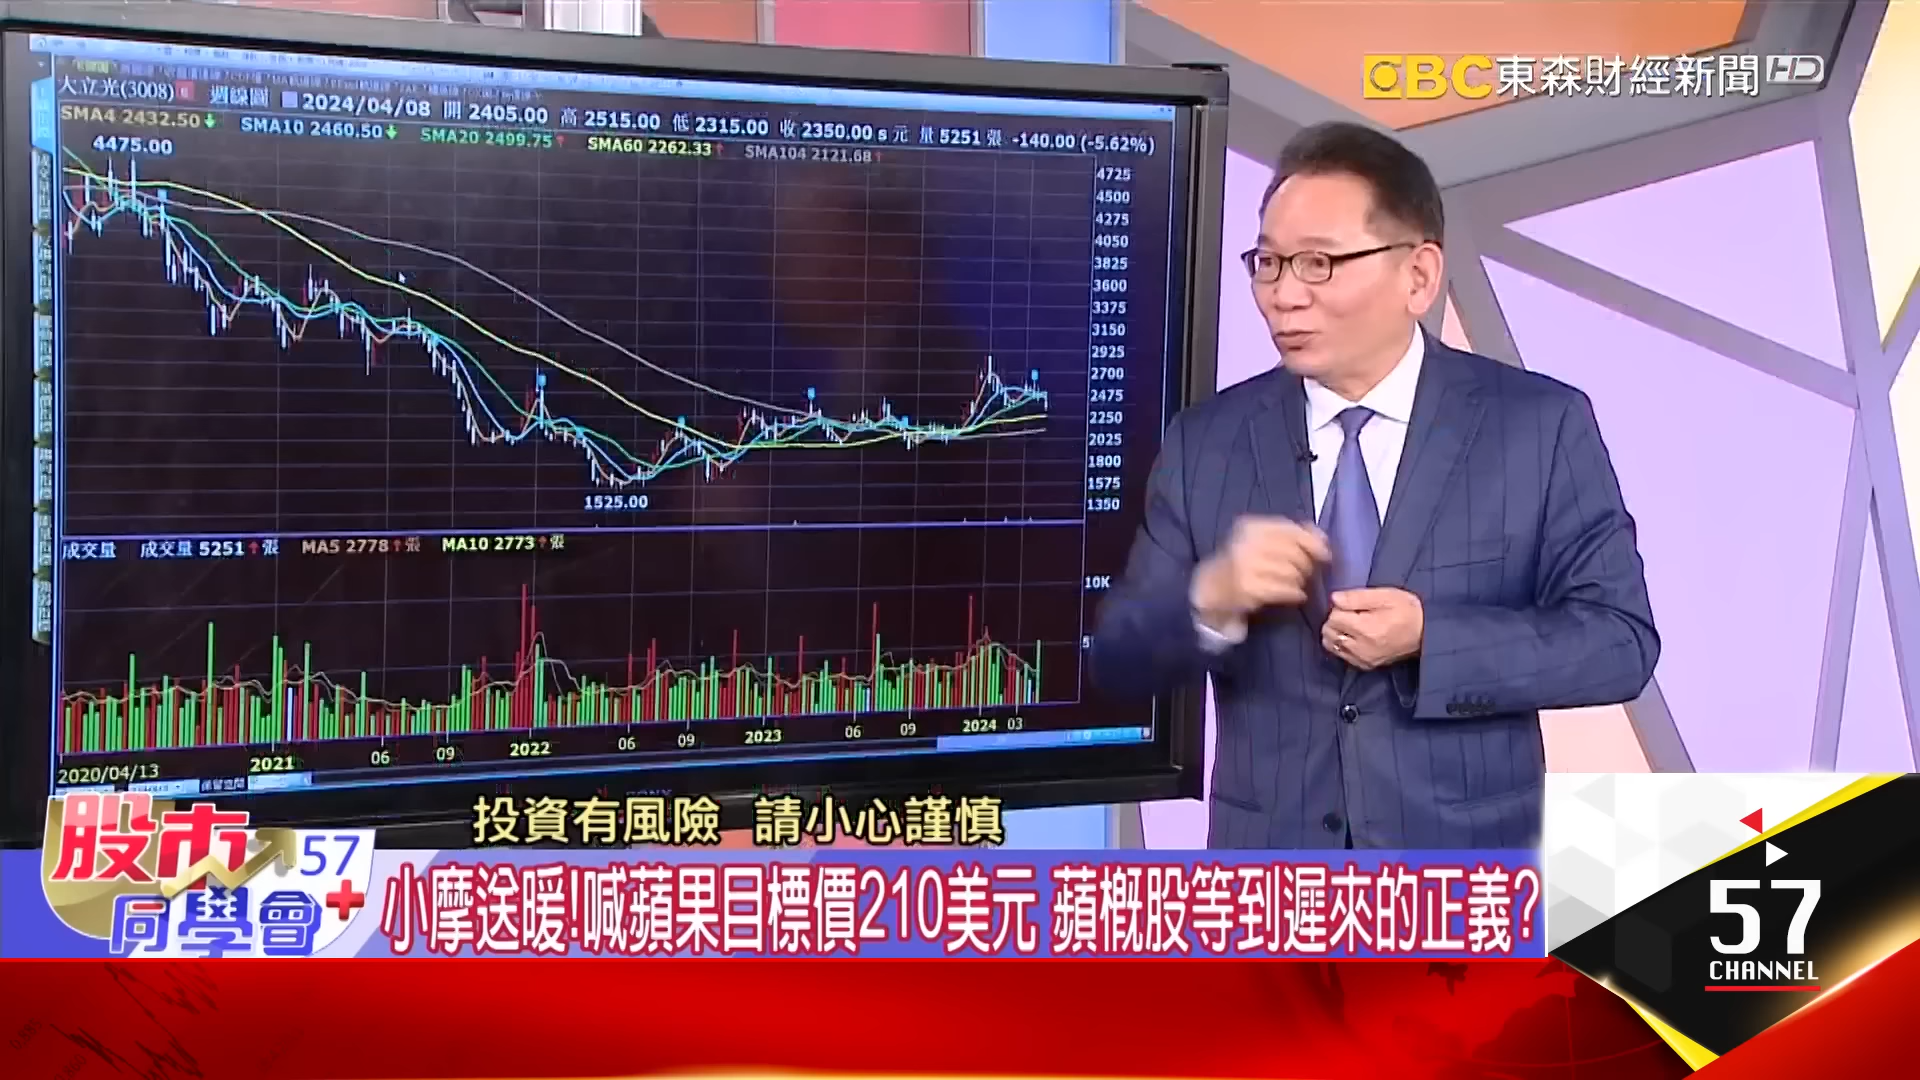 EBC東森財經新聞HD
大立光(3008) 週線圖 2024/04/08 開 2405.00 高 2515.00 低 2315.00 收 2350.00 s 元 量 5251 張 -140.00 (-5.62%)
SMA4 2432.50↓ SMA10 2460.50↓ SMA20 2499.75↑ SMA60 2262.33↑ SMA104 2121.68↑
4475.00
4725
4500
4275
4050
3825
3600
3375
3150
2925
2700
2475
2250
2025
1800
1575
1350
1525.00
成交量 成交量 5251↑張 MA5 2778↑張 MA10 2773↑張
10K
2020/04/13 2021 06 09 2022 06 09 2023 06 09 2024 03
投資有風險 請小心謹慎
股市 57
同學會+
小摩送暖!喊蘋果目標價210美元 蘋概股等到遲來的正義?
57
CHANNEL